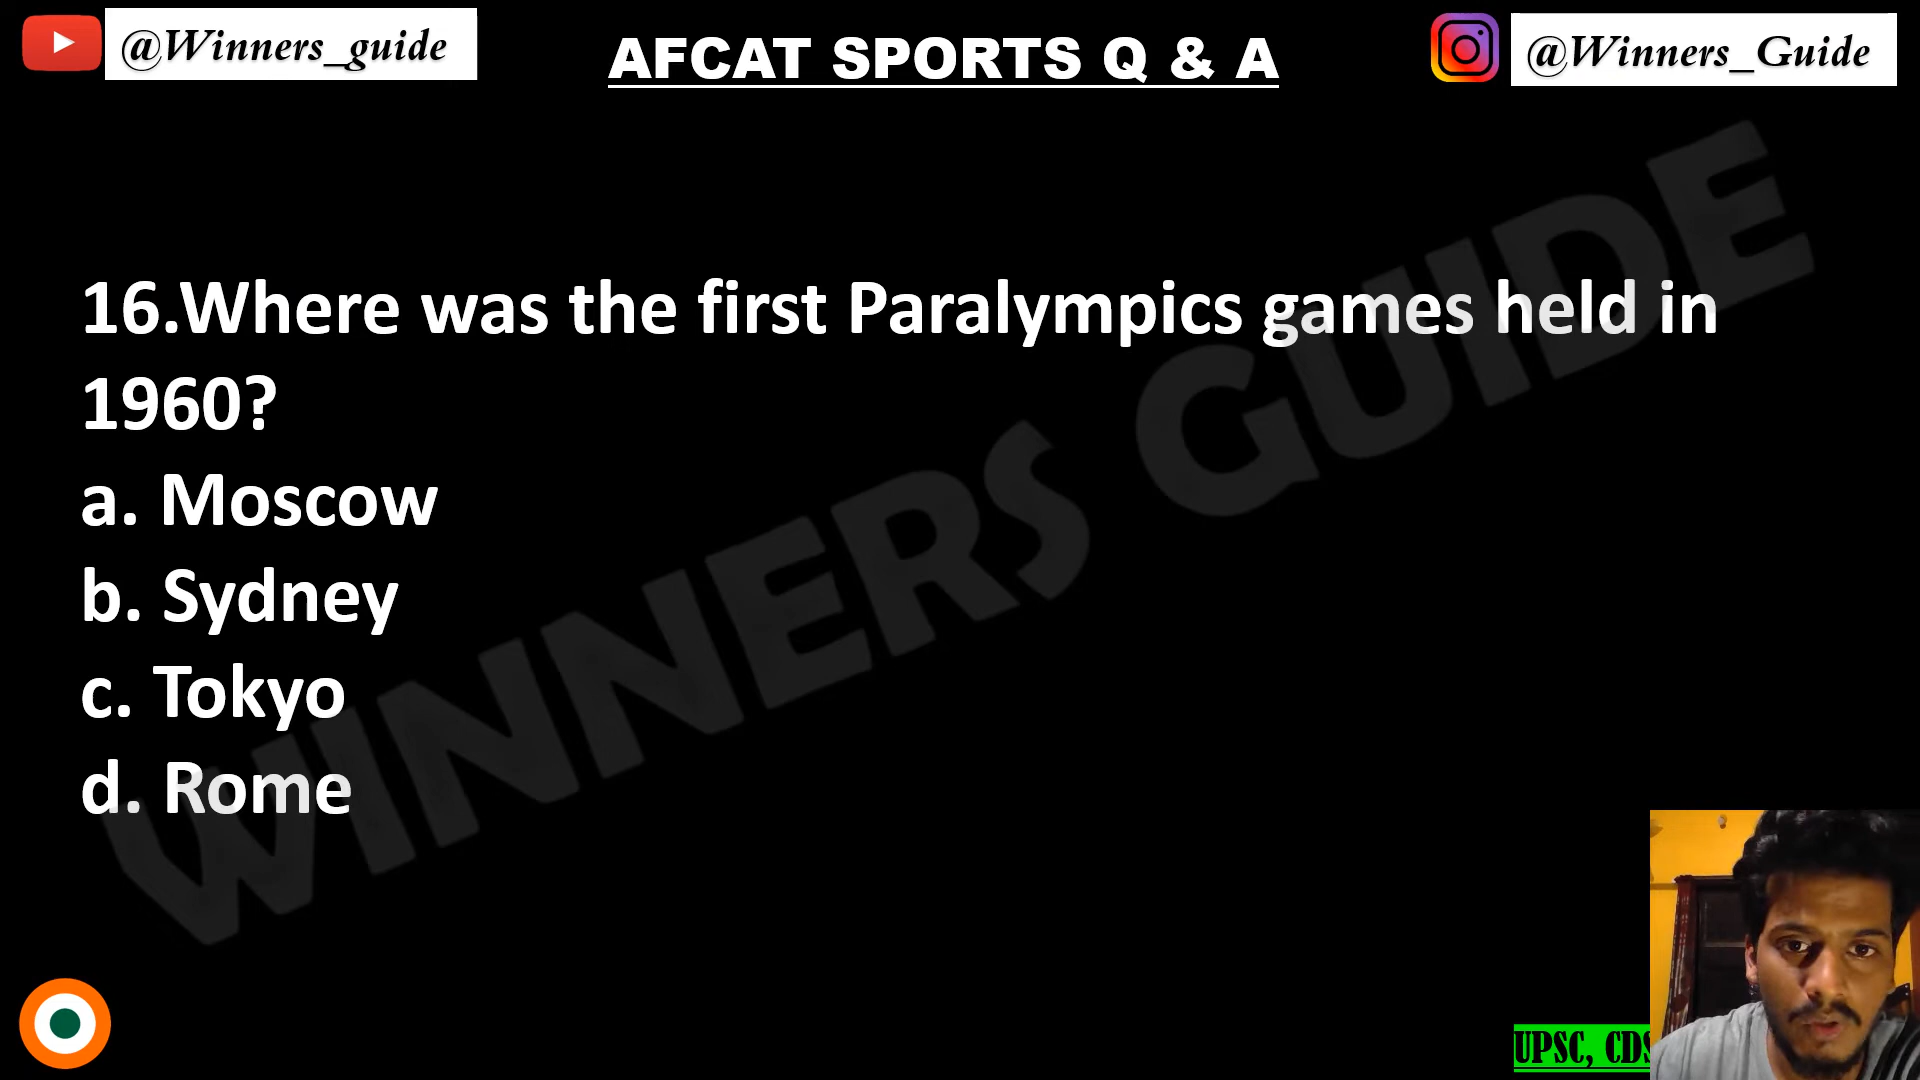 @Winners_guide
AFCAT SPORTS Q & A
@Winners_Guide
16.Where was the first Paralympics games held in
1960?
a. Moscow
b. Sydney
c. Tokyo
d. Rome
WINNERS GUIDE
UPSC, CDS